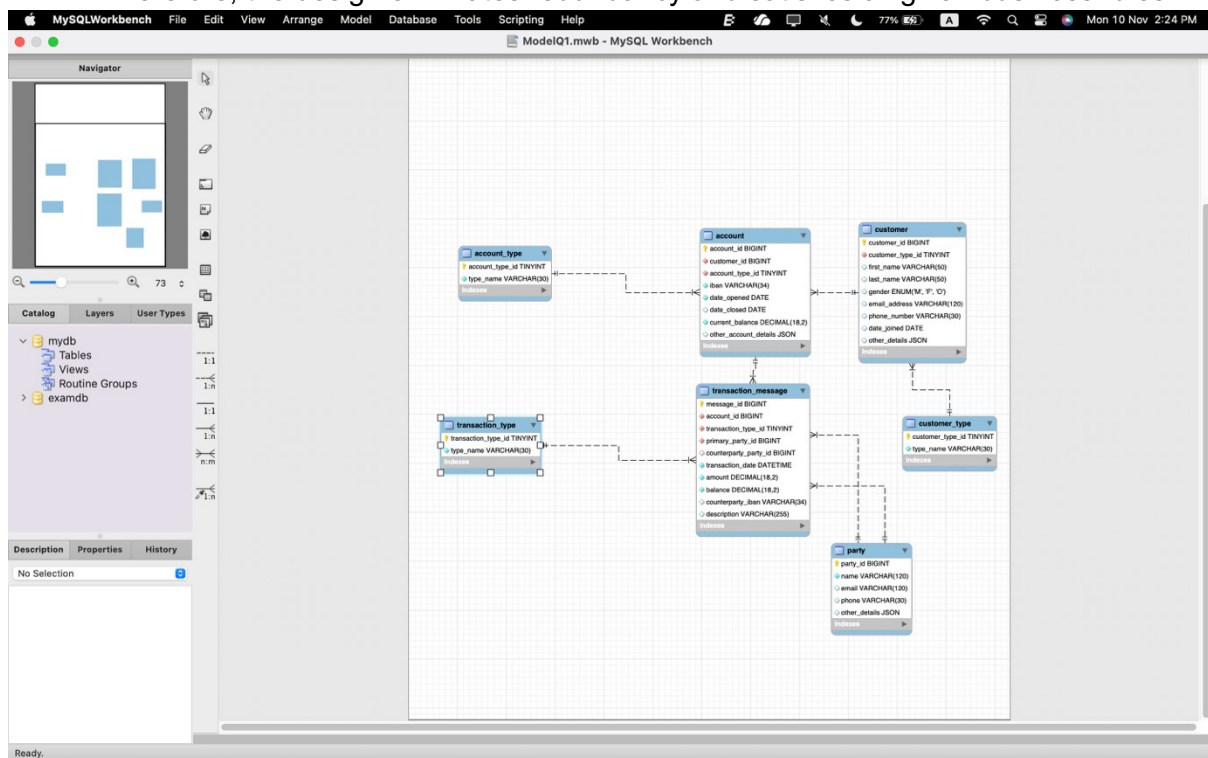 the design redundancy and business rules
MySQLWorkbench File Edit View Arrange Model Database Tools Scripting Help 77% A Mon 10 Nov 2:24 PM
ModelQ1.mwb - MySQL Workbench
Navigator
73
Catalog Layers User Types
mydb
Tables
Views
Routine Groups
examdb
1:1
1:n
1:1
1:n
n:m
1:n
Description Properties History
No Selection
Ready.
account_type
account_type_id TINYINT
type_name VARCHAR(30)
Indexes
account
account_id BIGINT
customer_id BIGINT
account_type_id TINYINT
iban VARCHAR(34)
date_opened DATE
date_closed DATE
current_balance DECIMAL(18,2)
other_account_details JSON
Indexes
customer
customer_id BIGINT
customer_type_id TINYINT
first_name VARCHAR(50)
last_name VARCHAR(50)
gender ENUM('M', 'F', 'O')
email_address VARCHAR(120)
phone_number VARCHAR(30)
date_joined DATE
other_details JSON
Indexes
transaction_type
transaction_type_id TINYINT
type_name VARCHAR(30)
Indexes
transaction_message
message_id BIGINT
account_id BIGINT
transaction_type_id TINYINT
primary_party_id BIGINT
counterparty_party_id BIGINT
transaction_date DATETIME
amount DECIMAL(18,2)
balance DECIMAL(18,2)
counterparty_iban VARCHAR(34)
description VARCHAR(255)
Indexes
customer_type
customer_type_id TINYINT
type_name VARCHAR(30)
Indexes
party
party_id BIGINT
name VARCHAR(120)
email VARCHAR(120)
phone VARCHAR(30)
other_details JSON
Indexes